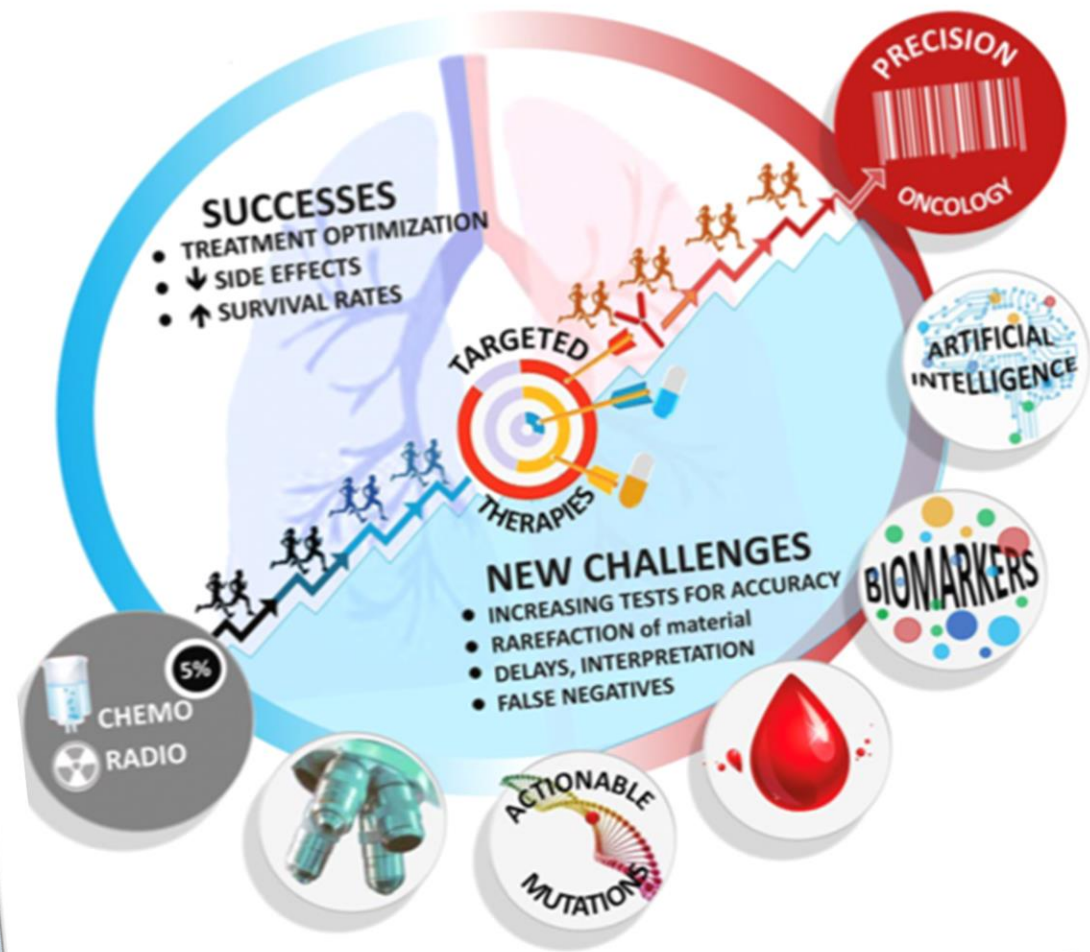 PRECISION
ONCOLOGY
SUCCESSES
• TREATMENT OPTIMIZATION
• ↓ SIDE EFFECTS
• ↑ SURVIVAL RATES
TARGETED
THERAPIES
ARTIFICIAL
INTELLIGENCE
NEW CHALLENGES
• INCREASING TESTS FOR ACCURACY
• RAREFACTION of material
• DELAYS, INTERPRETATION
• FALSE NEGATIVES
BIOMARKERS
5%
CHEMO
RADIO
ACTIONABLE
MUTATIONS